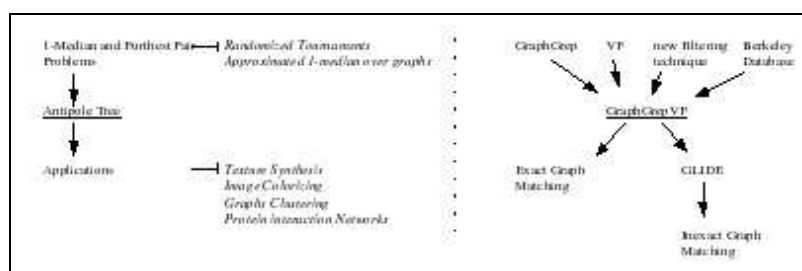 1-Median and Furthest Pair
Problems
Randomized Tournaments
Approximated 1-median over graphs
Antipole Tree
Applications
Texture Synthesis
Image Colorizing
Graphs Clustering
Protein interaction Networks
GraphGrep
VF
new filtering
technique
Berkeley
Database
GraphGrepVF
Exact Graph
Matching
GLIDE
Inexact Graph
Matching